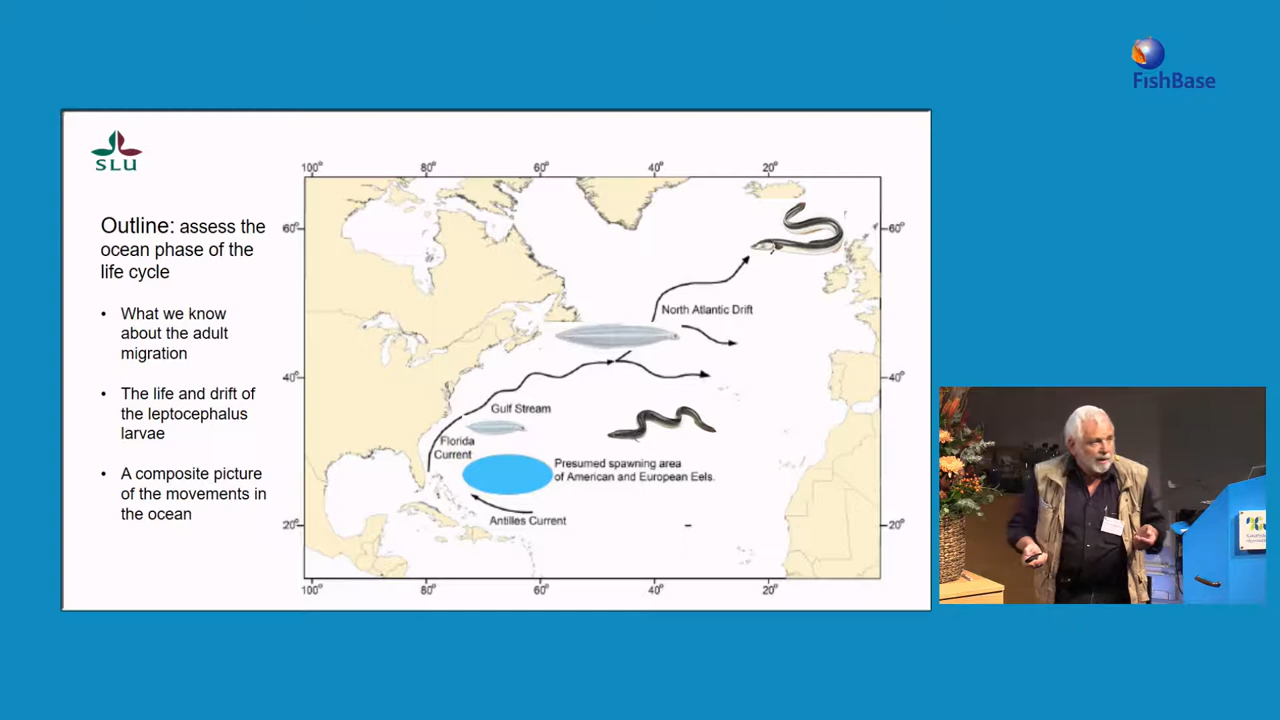 FishBase
SLU
Outline: assess the
ocean phase of the
life cycle
• What we know
about the adult
migration
• The life and drift of
the leptocephalus
larvae
• A composite picture
of the movements in
the ocean
100° 80° 60° 40° 20°
60° 60°
North Atlantic Drift
40° 40°
Gulf Stream
Florida
Current
Presumed spawning area
of American and European Eels.
Antilles Current
20° 20°
100° 80° 60° 40° 20°